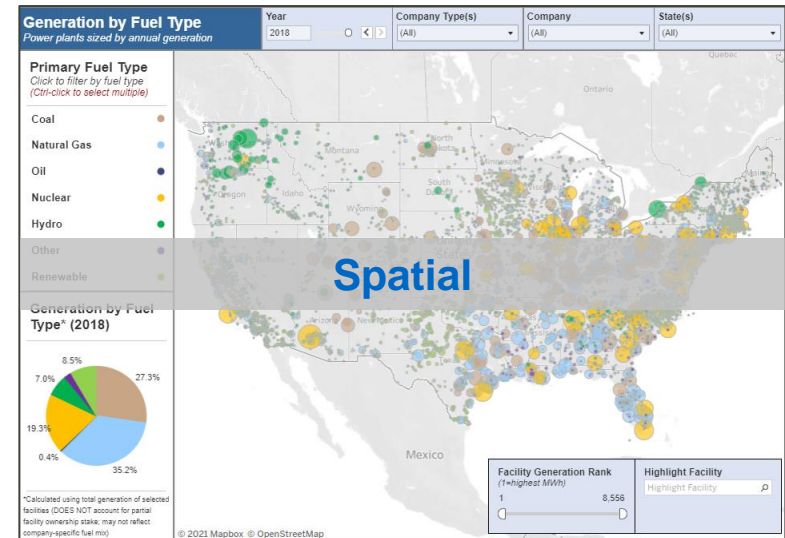 Generation by Fuel Type
Power plants sized by annual generation
Year
2018
Company Type(s)
(All)
Company
(All)
State(s)
(All)
Primary Fuel Type
Click to filter by fuel type
(Ctrl-click to select multiple)
Coal
Natural Gas
Oil
Nuclear
Hydro
Other
Renewable
Generation by Fuel
Type* (2018)
8.5%
7.0%
27.3%
19.3%
0.4%
35.2%
*Calculated using total generation of selected
facilities (DOES NOT account for partial
facility ownership stake; may not reflect
company-specific fuel mix)
Quebec
Ontario
Montana
North
Minnesota
Oregon
Idaho
South
Wyoming
Spatial
Arizona
New Mexico
Mexico
Facility Generation Rank
(1=highest MWh)
1
8,556
Highlight Facility
Highlight Facility
© 2021 Mapbox © OpenStreetMap